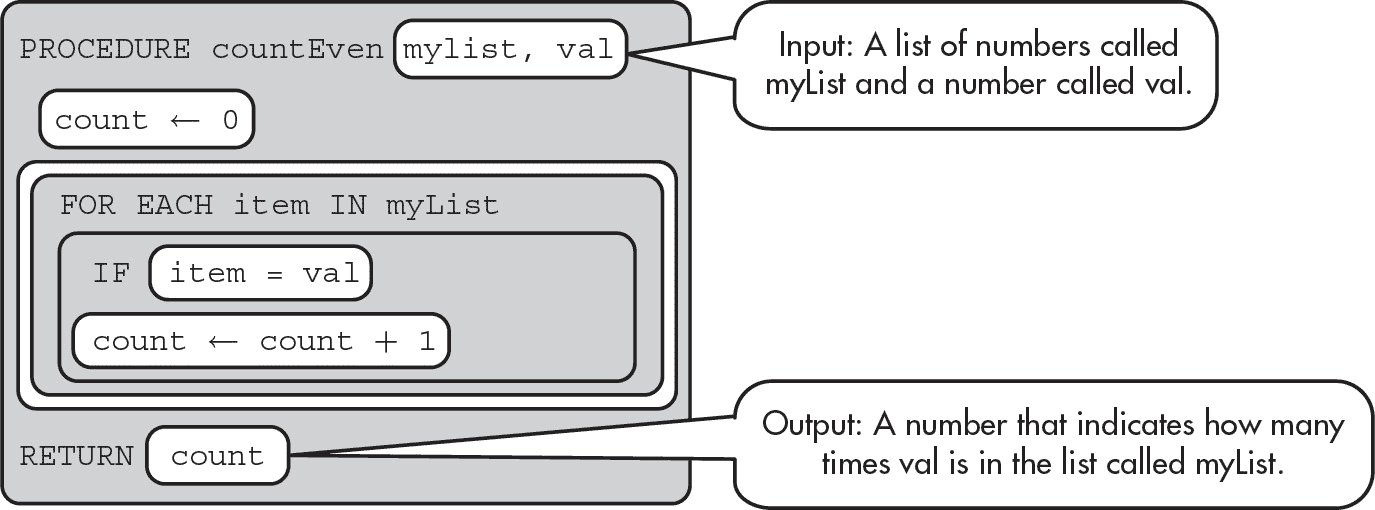 PROCEDURE countEven mylist, val
Input: A list of numbers called
myList and a number called val.
count ← 0
FOR EACH item IN myList
IF item = val
count ← count + 1
RETURN count
Output: A number that indicates how many
times val is in the list called myList.